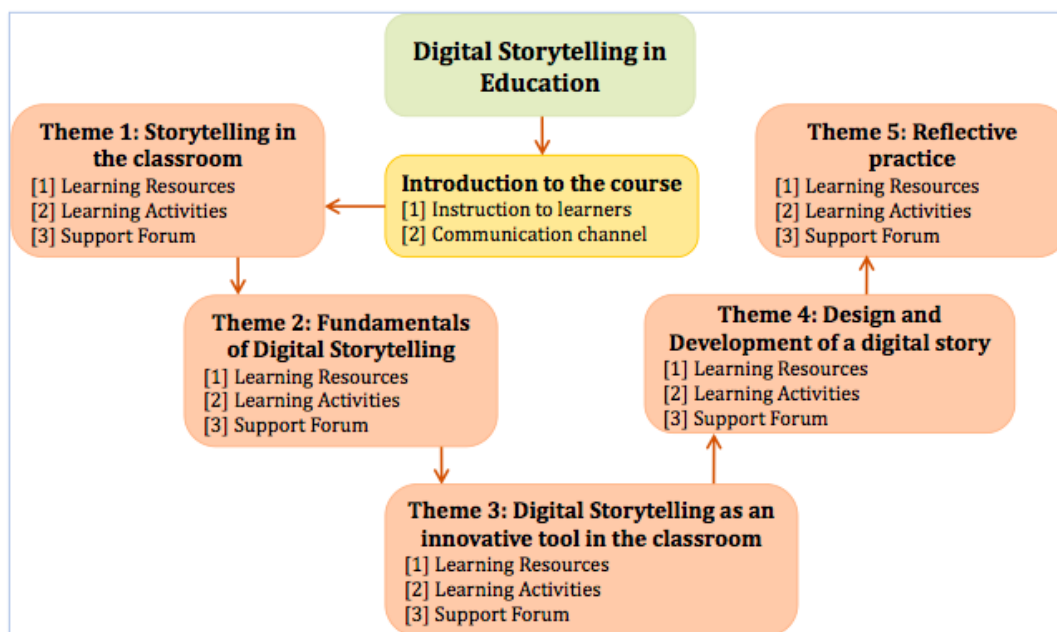 Digital Storytelling in
Education
Introduction to the course
[1] Instruction to learners
[2] Communication channel
Theme 1: Storytelling in
the classroom
[1] Learning Resources
[2] Learning Activities
[3] Support Forum
Theme 2: Fundamentals
of Digital Storytelling
[1] Learning Resources
[2] Learning Activities
[3] Support Forum
Theme 3: Digital Storytelling as an
innovative tool in the classroom
[1] Learning Resources
[2] Learning Activities
[3] Support Forum
Theme 4: Design and
Development of a digital story
[1] Learning Resources
[2] Learning Activities
[3] Support Forum
Theme 5: Reflective
practice
[1] Learning Resources
[2] Learning Activities
[3] Support Forum